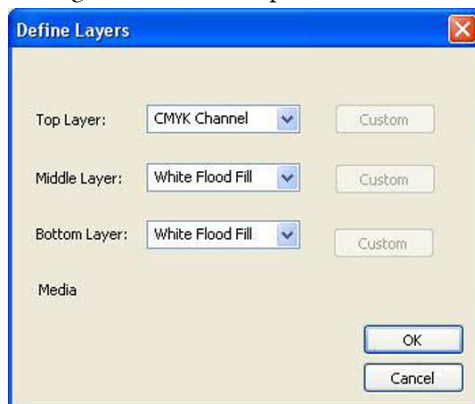 Define Layers
Top Layer: CMYK Channel Custom
Middle Layer: White Flood Fill Custom
Bottom Layer: White Flood Fill Custom
Media
OK
Cancel